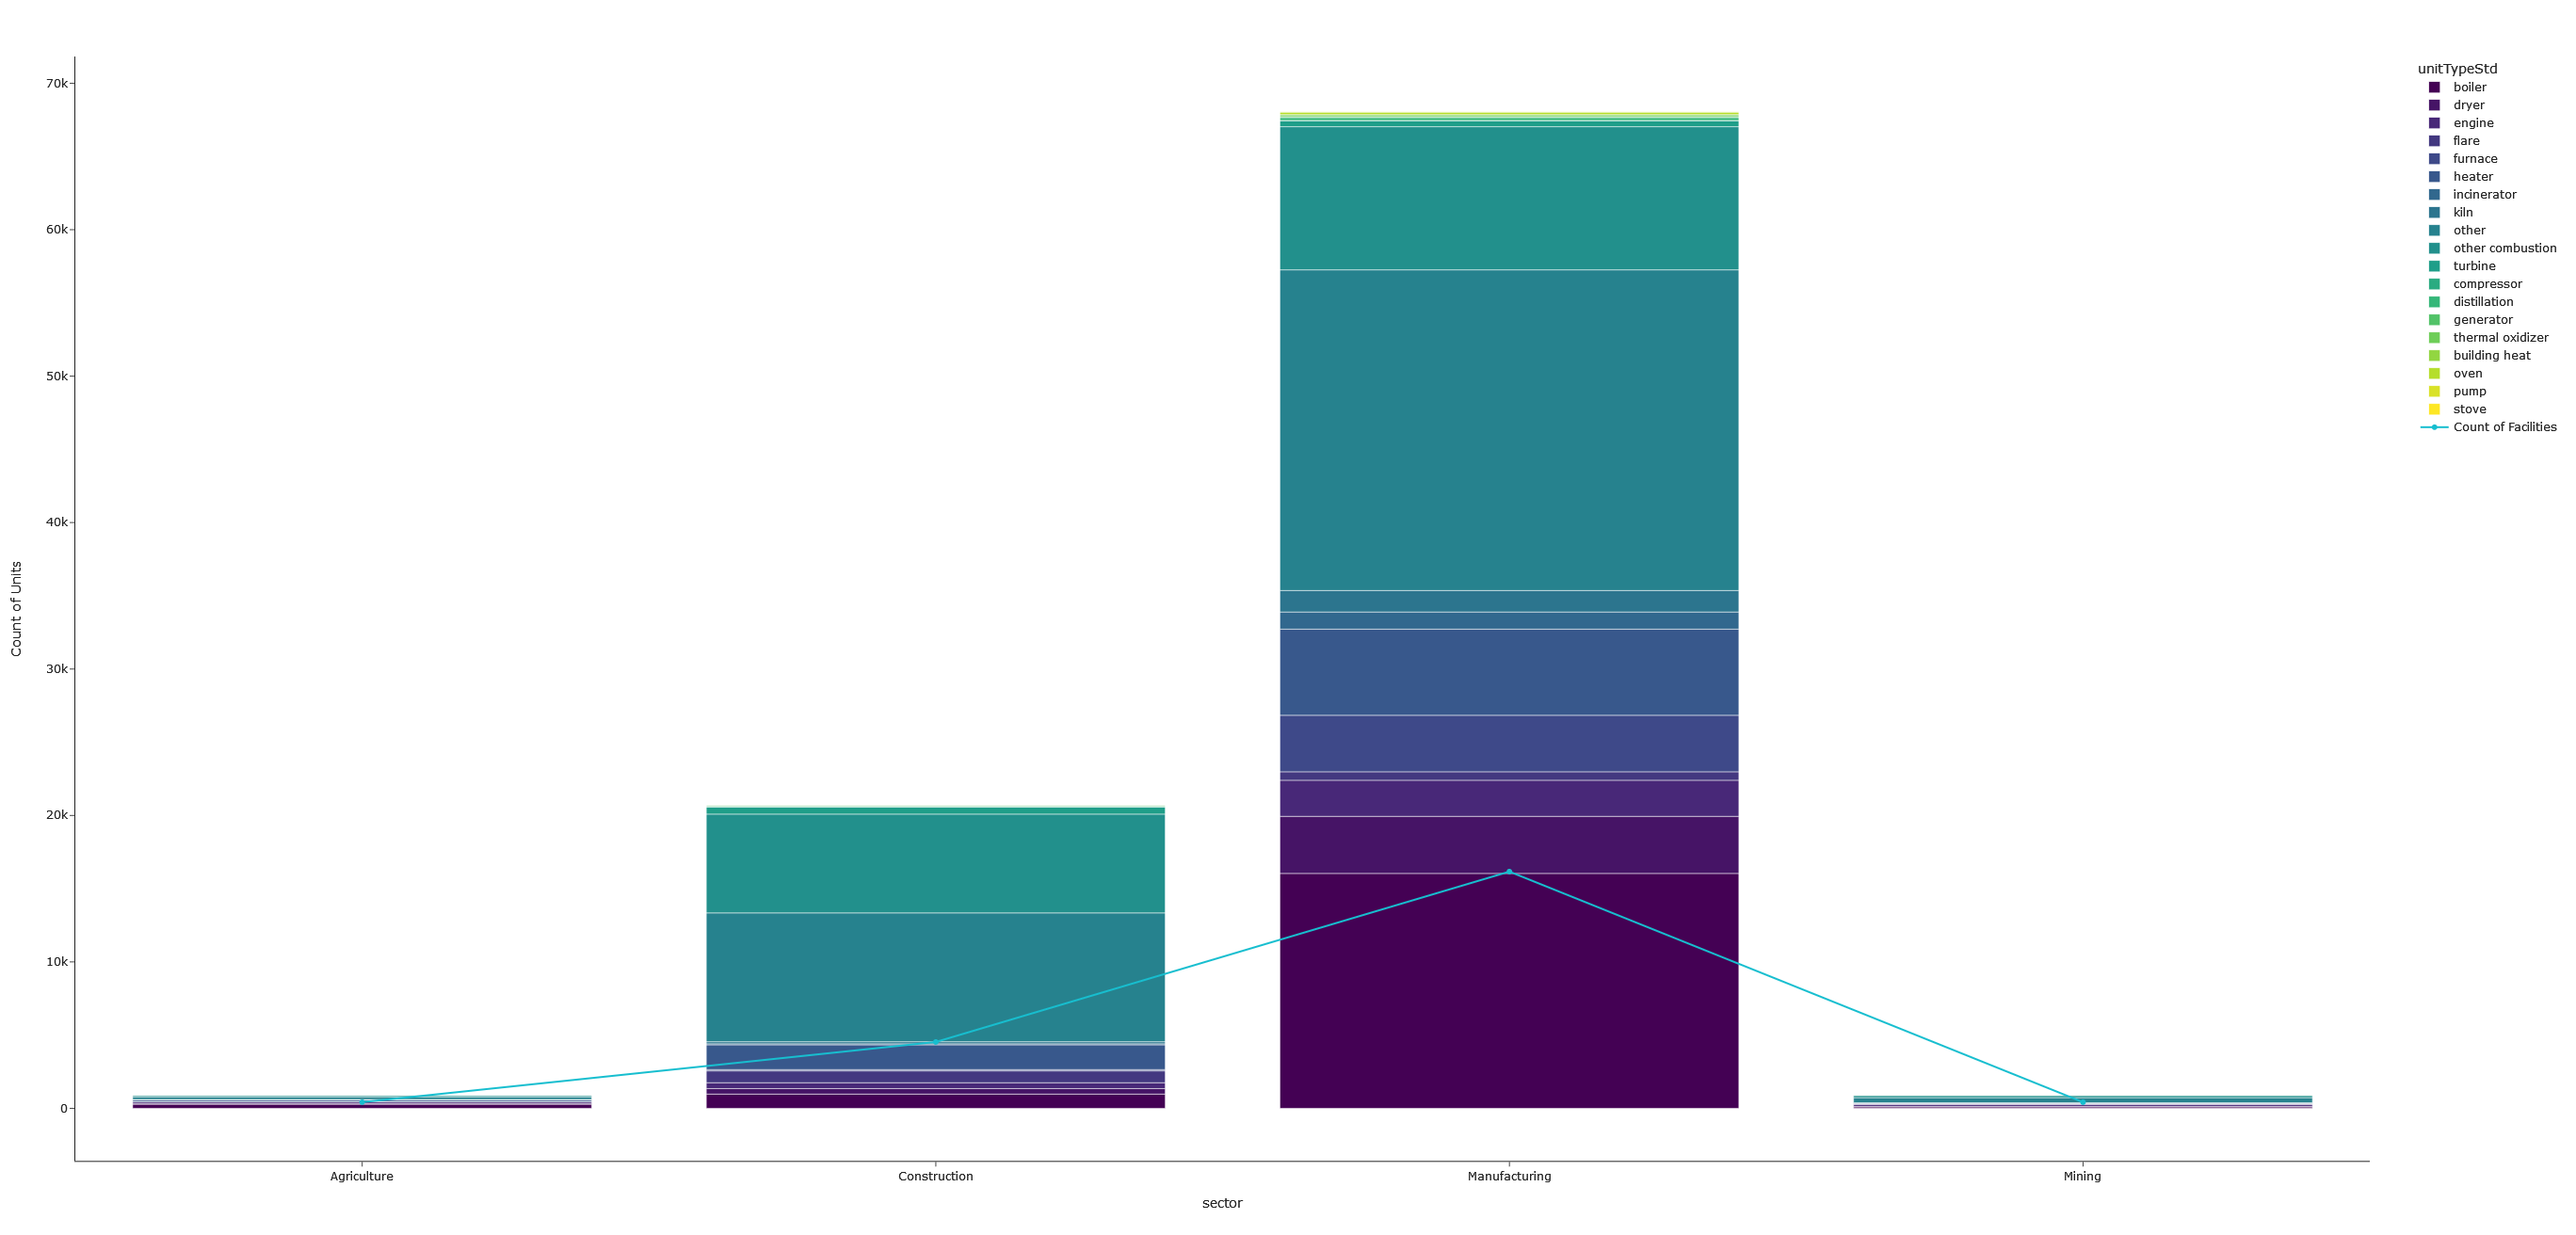 70k
60k
50k
40k
30k
20k
10k
0
Count of Units
Agriculture
Construction
Manufacturing
Mining
sector
unitTypeStd
boiler
dryer
engine
flare
furnace
heater
incinerator
kiln
other
other combustion
turbine
compressor
distillation
generator
thermal oxidizer
building heat
oven
pump
stove
Count of Facilities